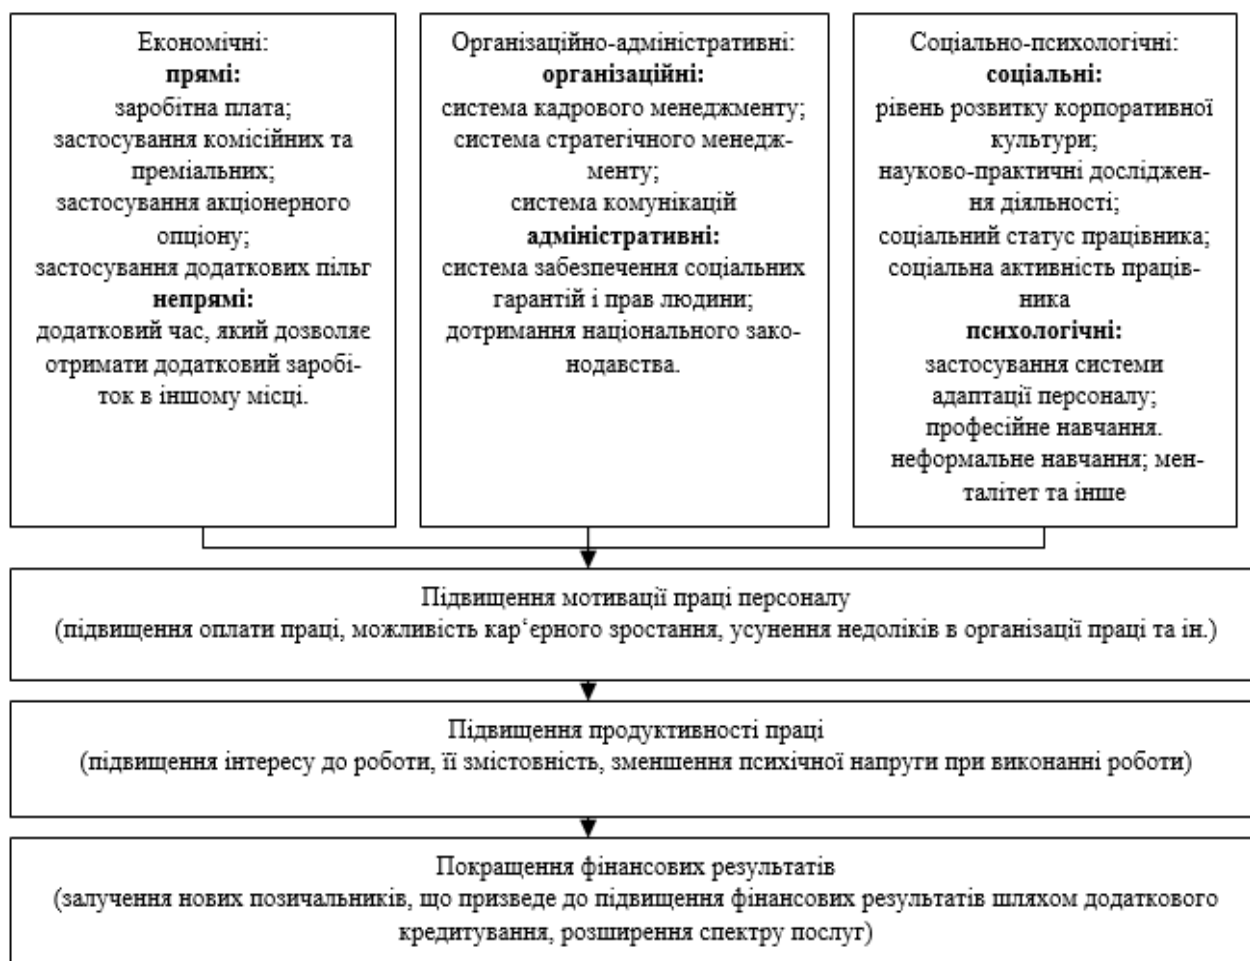 Економічні:
прямі:
заробітна плата;
застосування комісійних та
преміальних;
застосування акціонерного
опціону;
застосування додаткових пільг
непрямі:
додатковий час, який дозволяє
отримати додатковий заробі-
ток в іншому місці.
Організаційно-адміністративні:
організаційні:
система кадрового менеджменту;
система стратегічного менедж-
менту;
система комунікацій
адміністративні:
система забезпечення соціальних
гарантій і прав людини;
дотримання національного зако-
нодавства.
Соціально-психологічні:
соціальні:
рівень розвитку корпоративної
культури;
науково-практичні досліджен-
ня діяльності;
соціальний статус працівника;
соціальна активність праців-
ника
психологічні:
застосування системи
адаптації персоналу;
професійне навчання.
неформальне навчання; мен-
талітет та інше
Підвищення мотивації праці персоналу
(підвищення оплати праці, можливість кар‘єрного зростання, усунення недоліків в організації праці та ін.)
Підвищення продуктивності праці
(підвищення інтересу до роботи, її змістовність, зменшення психічної напруги при виконанні роботи)
Покращення фінансових результатів
(залучення нових позичальників, що призведе до підвищення фінансових результатів шляхом додаткового
кредитування, розширення спектру послуг)